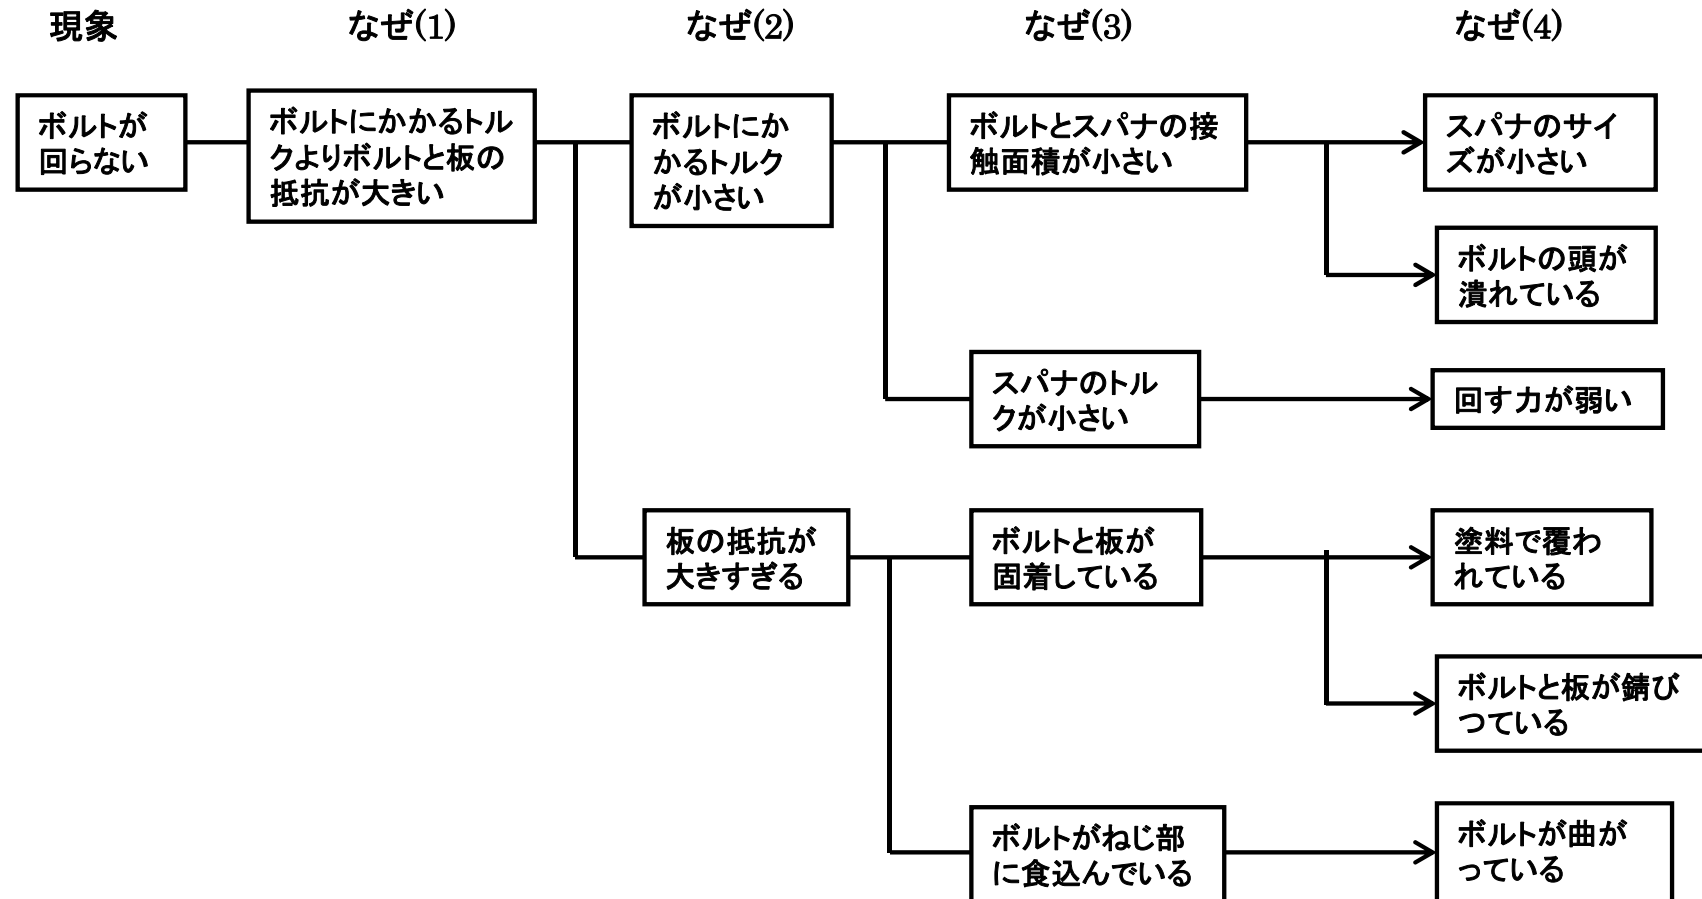 現象
なぜ(1)
なぜ(2)
なぜ(3)
なぜ(4)
ボルトが
回らない
ボルトにかかるトル
クよりボルトと板の
抵抗が大きい
ボルトにか
かるトルク
が小さい
ボルトとスパナの接
触面積が小さい
スパナのサイ
ズが小さい
ボルトの頭が
潰れている
スパナのトル
クが小さい
回す力が弱い
板の抵抗が
大きすぎる
ボルトと板が
固着している
塗料で覆わ
れている
ボルトと板が錆び
つている
ボルトがねじ部
に食込んでいる
ボルトが曲が
っている